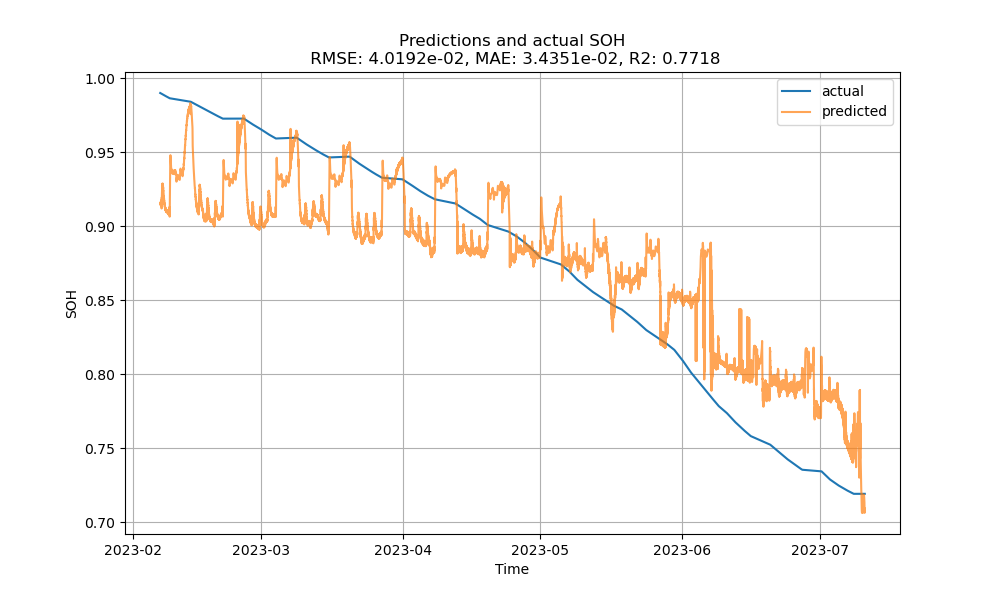 Predictions and actual SOH
RMSE: 4.0192e-02, MAE: 3.4351e-02, R2: 0.7718
actual
predicted
SOH
1.00
0.95
0.90
0.85
0.80
0.75
0.70
2023-02
2023-03
2023-04
2023-05
2023-06
2023-07
Time